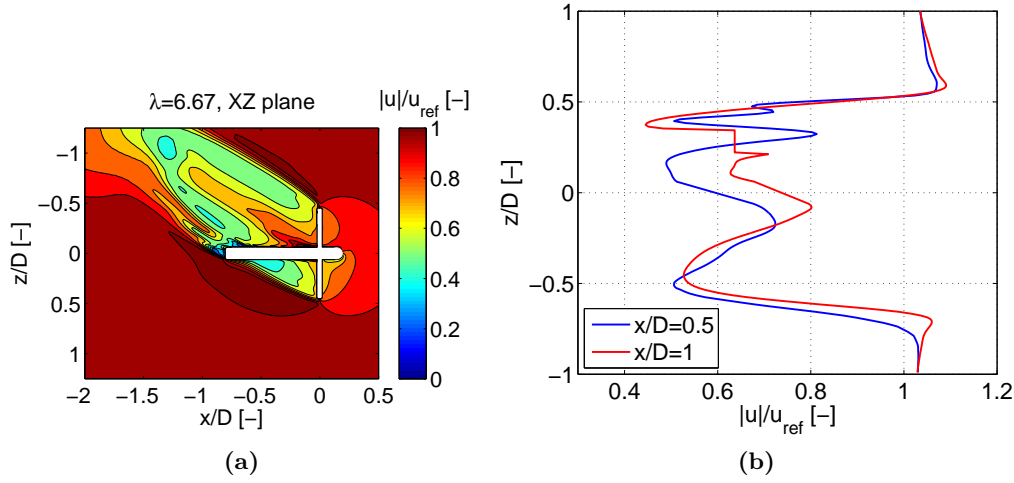 λ=6.67, XZ plane
|u|/u_ref [−]
−1
−0.5
0
0.5
1
z/D [−]
−2
−1.5
−1
−0.5
0
0.5
x/D [−]
1
0.8
0.6
0.4
0.2
0
(a)
1
0.5
0
−0.5
−1
z/D [−]
x/D=0.5
x/D=1
0.4
0.6
0.8
1
1.2
|u|/u_ref [−]
(b)